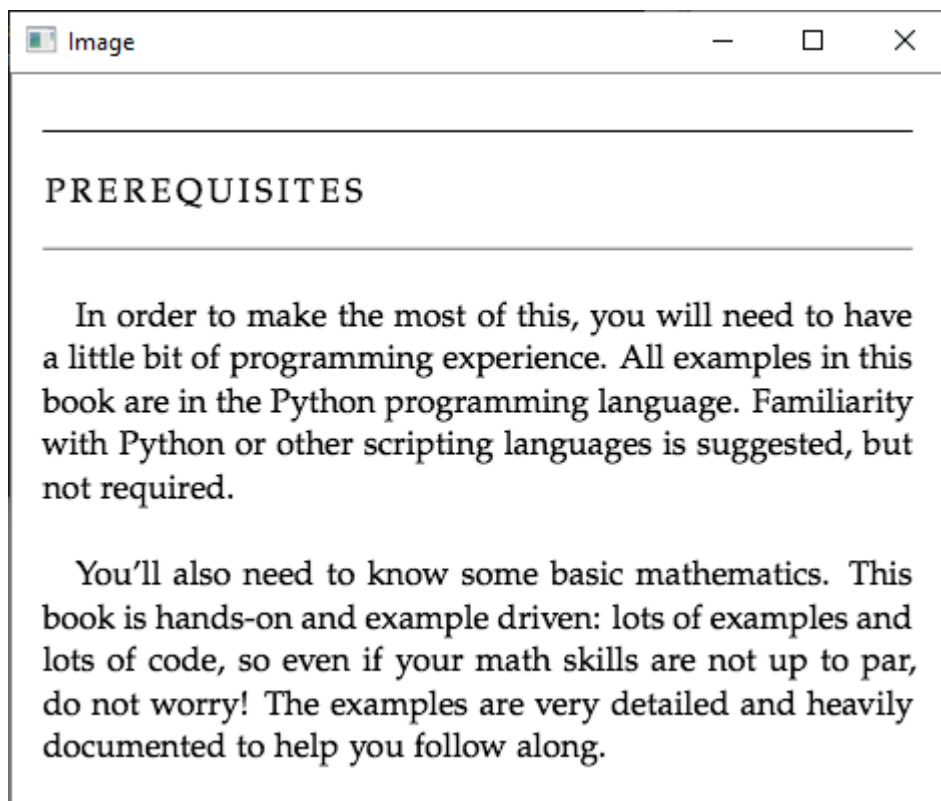 Image
PREREQUISITES
In order to make the most of this, you will need to have
a little bit of programming experience. All examples in this
book are in the Python programming language. Familiarity
with Python or other scripting languages is suggested, but
not required.
You'll also need to know some basic mathematics. This
book is hands-on and example driven: lots of examples and
lots of code, so even if your math skills are not up to par,
do not worry! The examples are very detailed and heavily
documented to help you follow along.